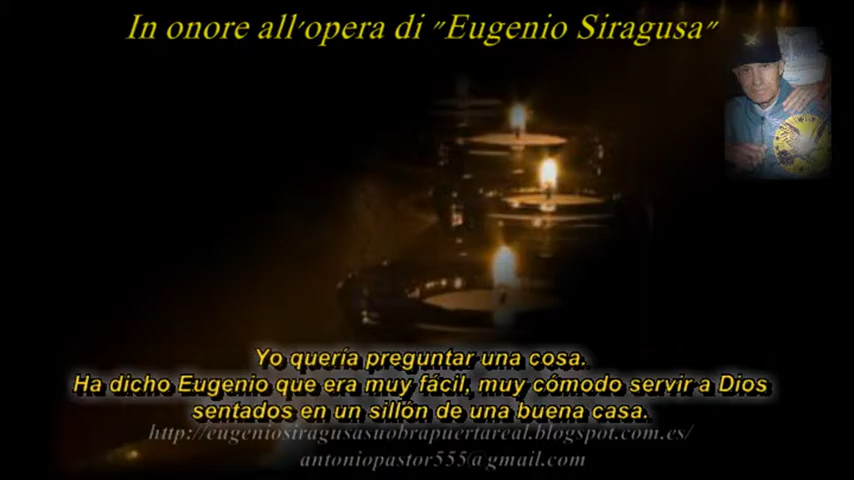 In onore all'opera di "Eugenio Siragusa"
Yo quería preguntar una cosa.
Ha dicho Eugenio que era muy fácil, muy cómodo servir a Dios
sentados en un sillón de una buena casa.
http://eugeniosiragusasuobrapuertareal.blogspot.com.es/
antoniopastor555@gmail.com